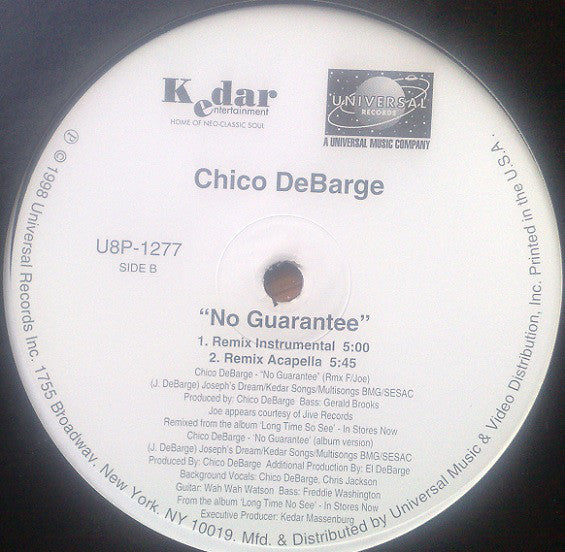 Kedar
entertainment
HOME OF NEO-CLASSIC SOUL
UNIVERSAL
RECORDS
A UNIVERSAL MUSIC COMPANY
Chico DeBarge
U8P-1277
SIDE B
“No Guarantee”
1. Remix Instrumental 5:00
2. Remix Acapella 5:45
Chico DeBarge - “No Guarantee” (Rmx F/Joe)
(J. DeBarge) Joseph's Dream/Kedar Songs/Multisongs BMG/SESAC
Produced by: Chico DeBarge Bass: Gerald Brooks
Joe appears courtesy of Jive Records
Remixed from the album 'Long Time So See' - In Stores Now
Chico DeBarge - 'No Guarantee' (album version)
(J. DeBarge) Joseph's Dream/Kedar Songs/Multisongs BMG/SESAC
Produced By: Chico DeBarge Additional Production By: El DeBarge
Background Vocals: Chico DeBarge, Chris Jackson
Guitar: Wah Wah Watson Bass: Freddie Washington
From the album 'Long Time No See' - In Stores Now
Executive Producer: Kedar Massenburg
℗ © 1998 Universal Records Inc. 1755 Broadway, New York, NY 10019. Mfd. & Distributed by Universal Music & Video Distribution, Inc. Printed in the U.S.A.